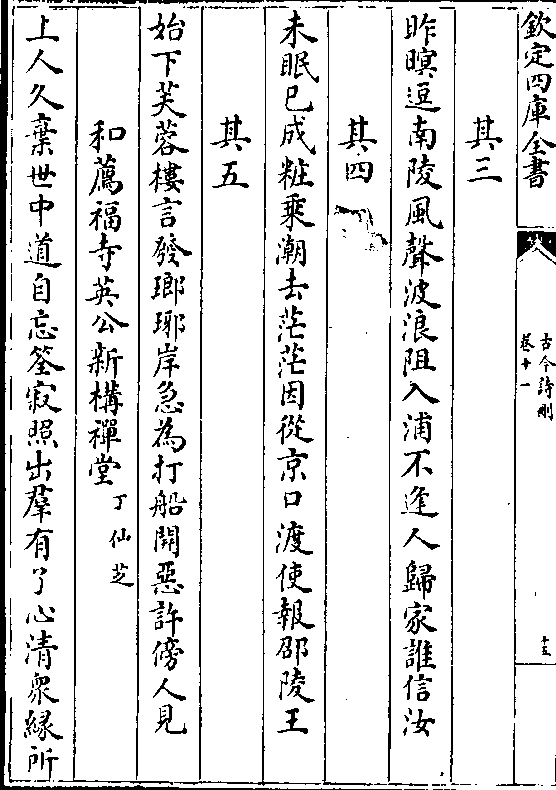 欽定四庫全書
古今詩刪
卷十一
十五
其三
昨暝逗南陵風聲波浪阻入浦不逢人歸家誰信汝
其四
未眠已成粧乘潮去茫茫因從京口渡使報邵陵王
其五
始下芙蓉樓言發瑯琊岸急為打船開惡許傍人見
和薦福寺英公新構禪堂 丁仙芝
上人久棄世中道自忘筌寂照出羣有了心清衆緣所